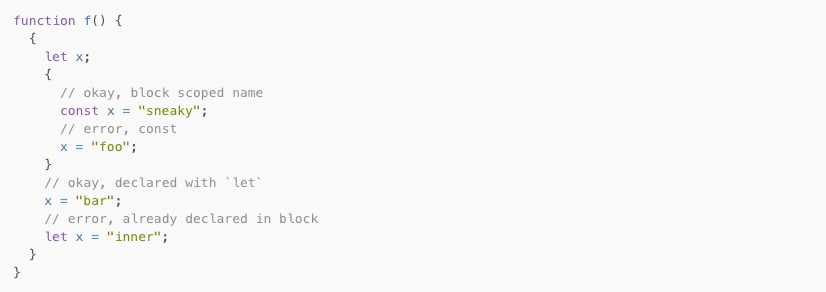 function f() {
  {
    let x;
    {
      // okay, block scoped name
      const x = "sneaky";
      // error, const
      x = "foo";
    }
    // okay, declared with `let`
    x = "bar";
    // error, already declared in block
    let x = "inner";
  }
}